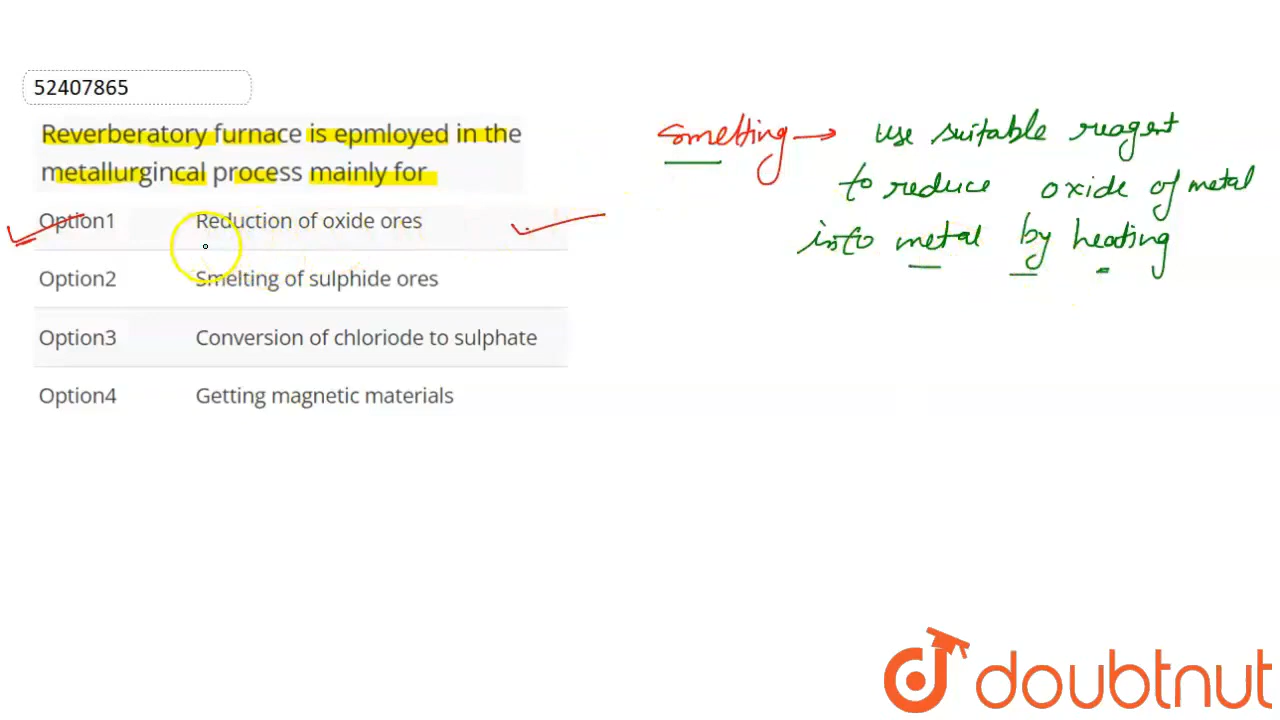 52407865
Reverberatory furnace is epmloyed in the
metallurgincal process mainly for
Option1 Reduction of oxide ores
Option2 Smelting of sulphide ores
Option3 Conversion of chloriode to sulphate
Option4 Getting magnetic materials
Smelting → use suitable reagent
to reduce oxide of metal
into metal by heating
doubtnut